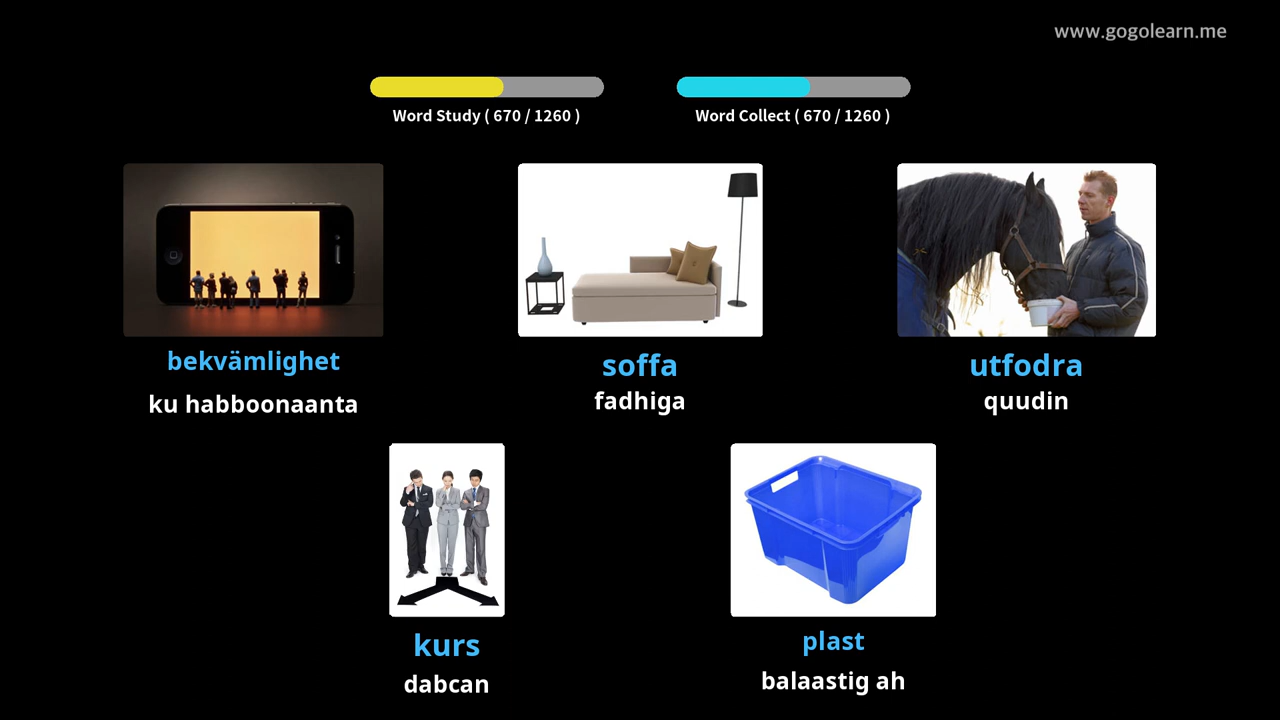 www.gogolearn.me
Word Study ( 670 / 1260 )
Word Collect ( 670 / 1260 )
bekvämlighet
ku habboonaanta
soffa
fadhiga
utfodra
quudin
kurs
dabcan
plast
balaastig ah